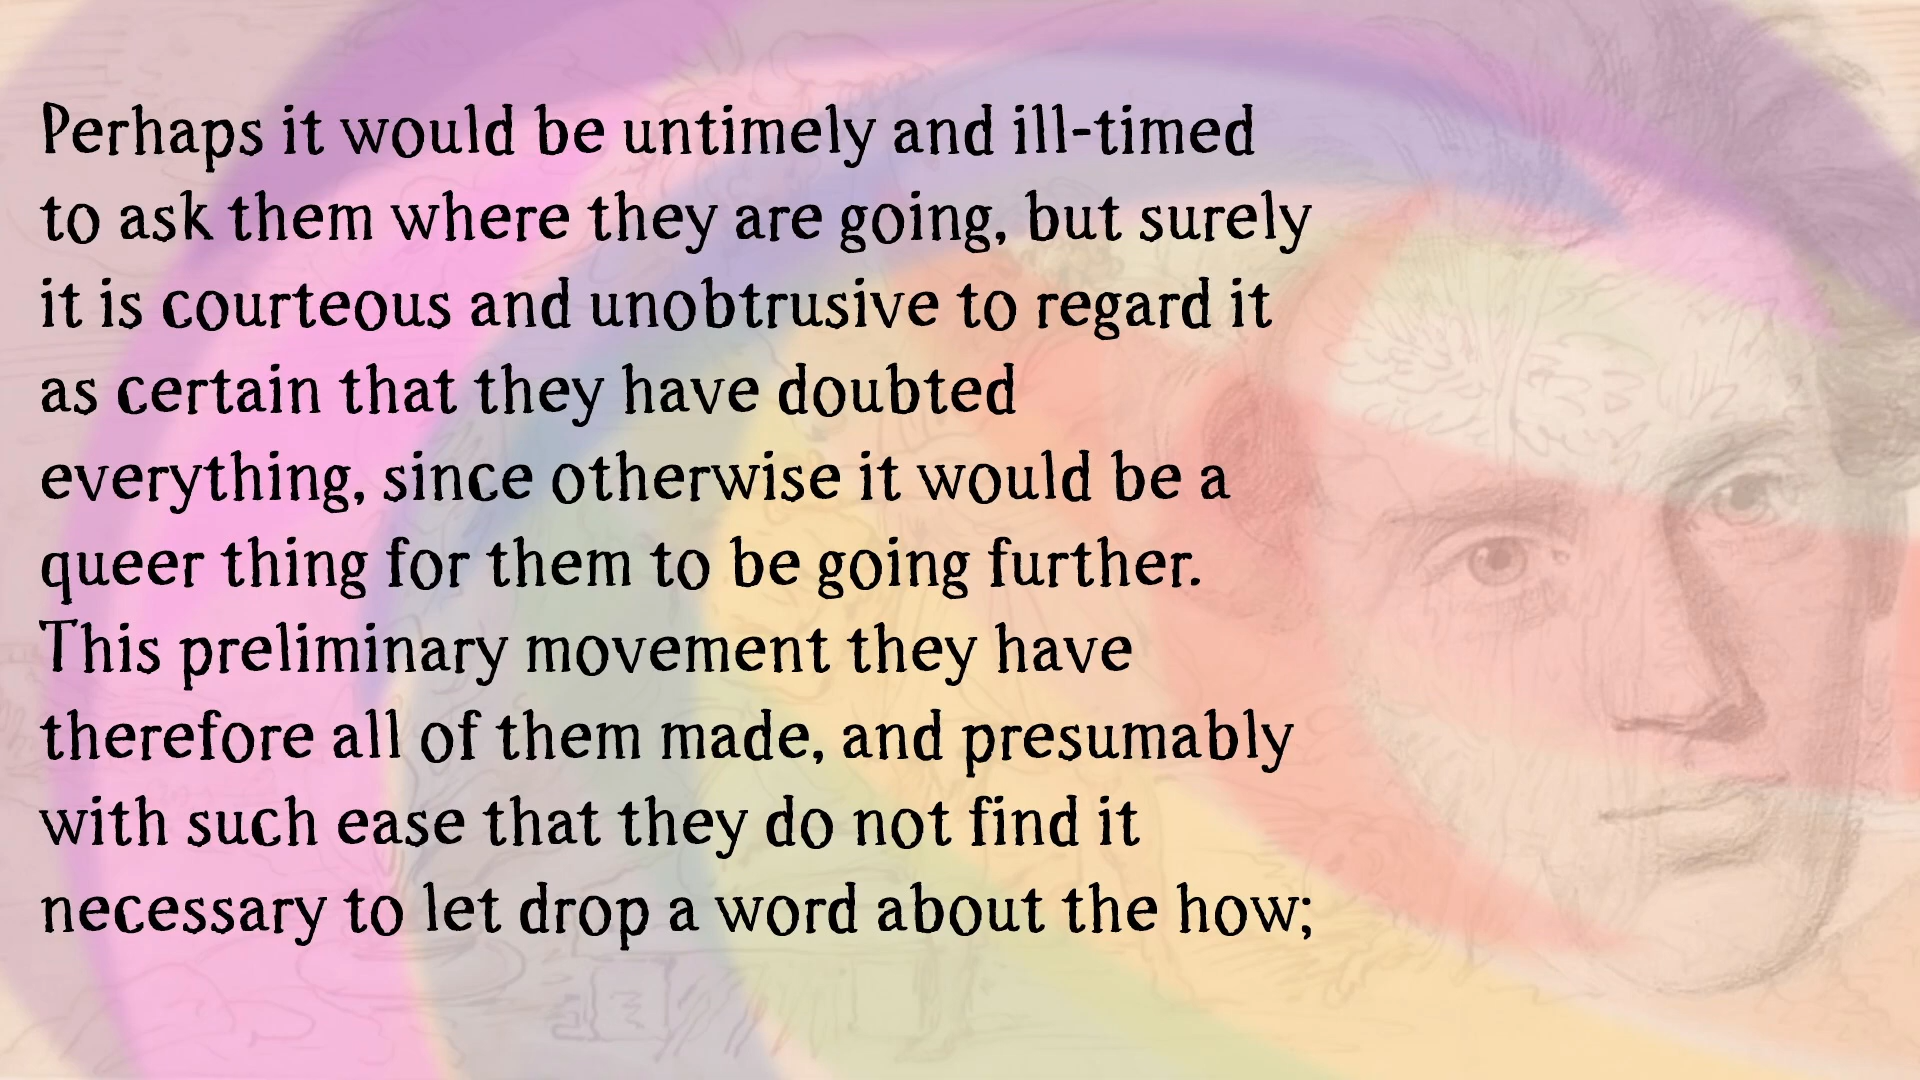 Perhaps it would be untimely and ill-timed
to ask them where they are going, but surely
it is courteous and unobtrusive to regard it
as certain that they have doubted
everything, since otherwise it would be a
queer thing for them to be going further.
This preliminary movement they have
therefore all of them made, and presumably
with such ease that they do not find it
necessary to let drop a word about the how;